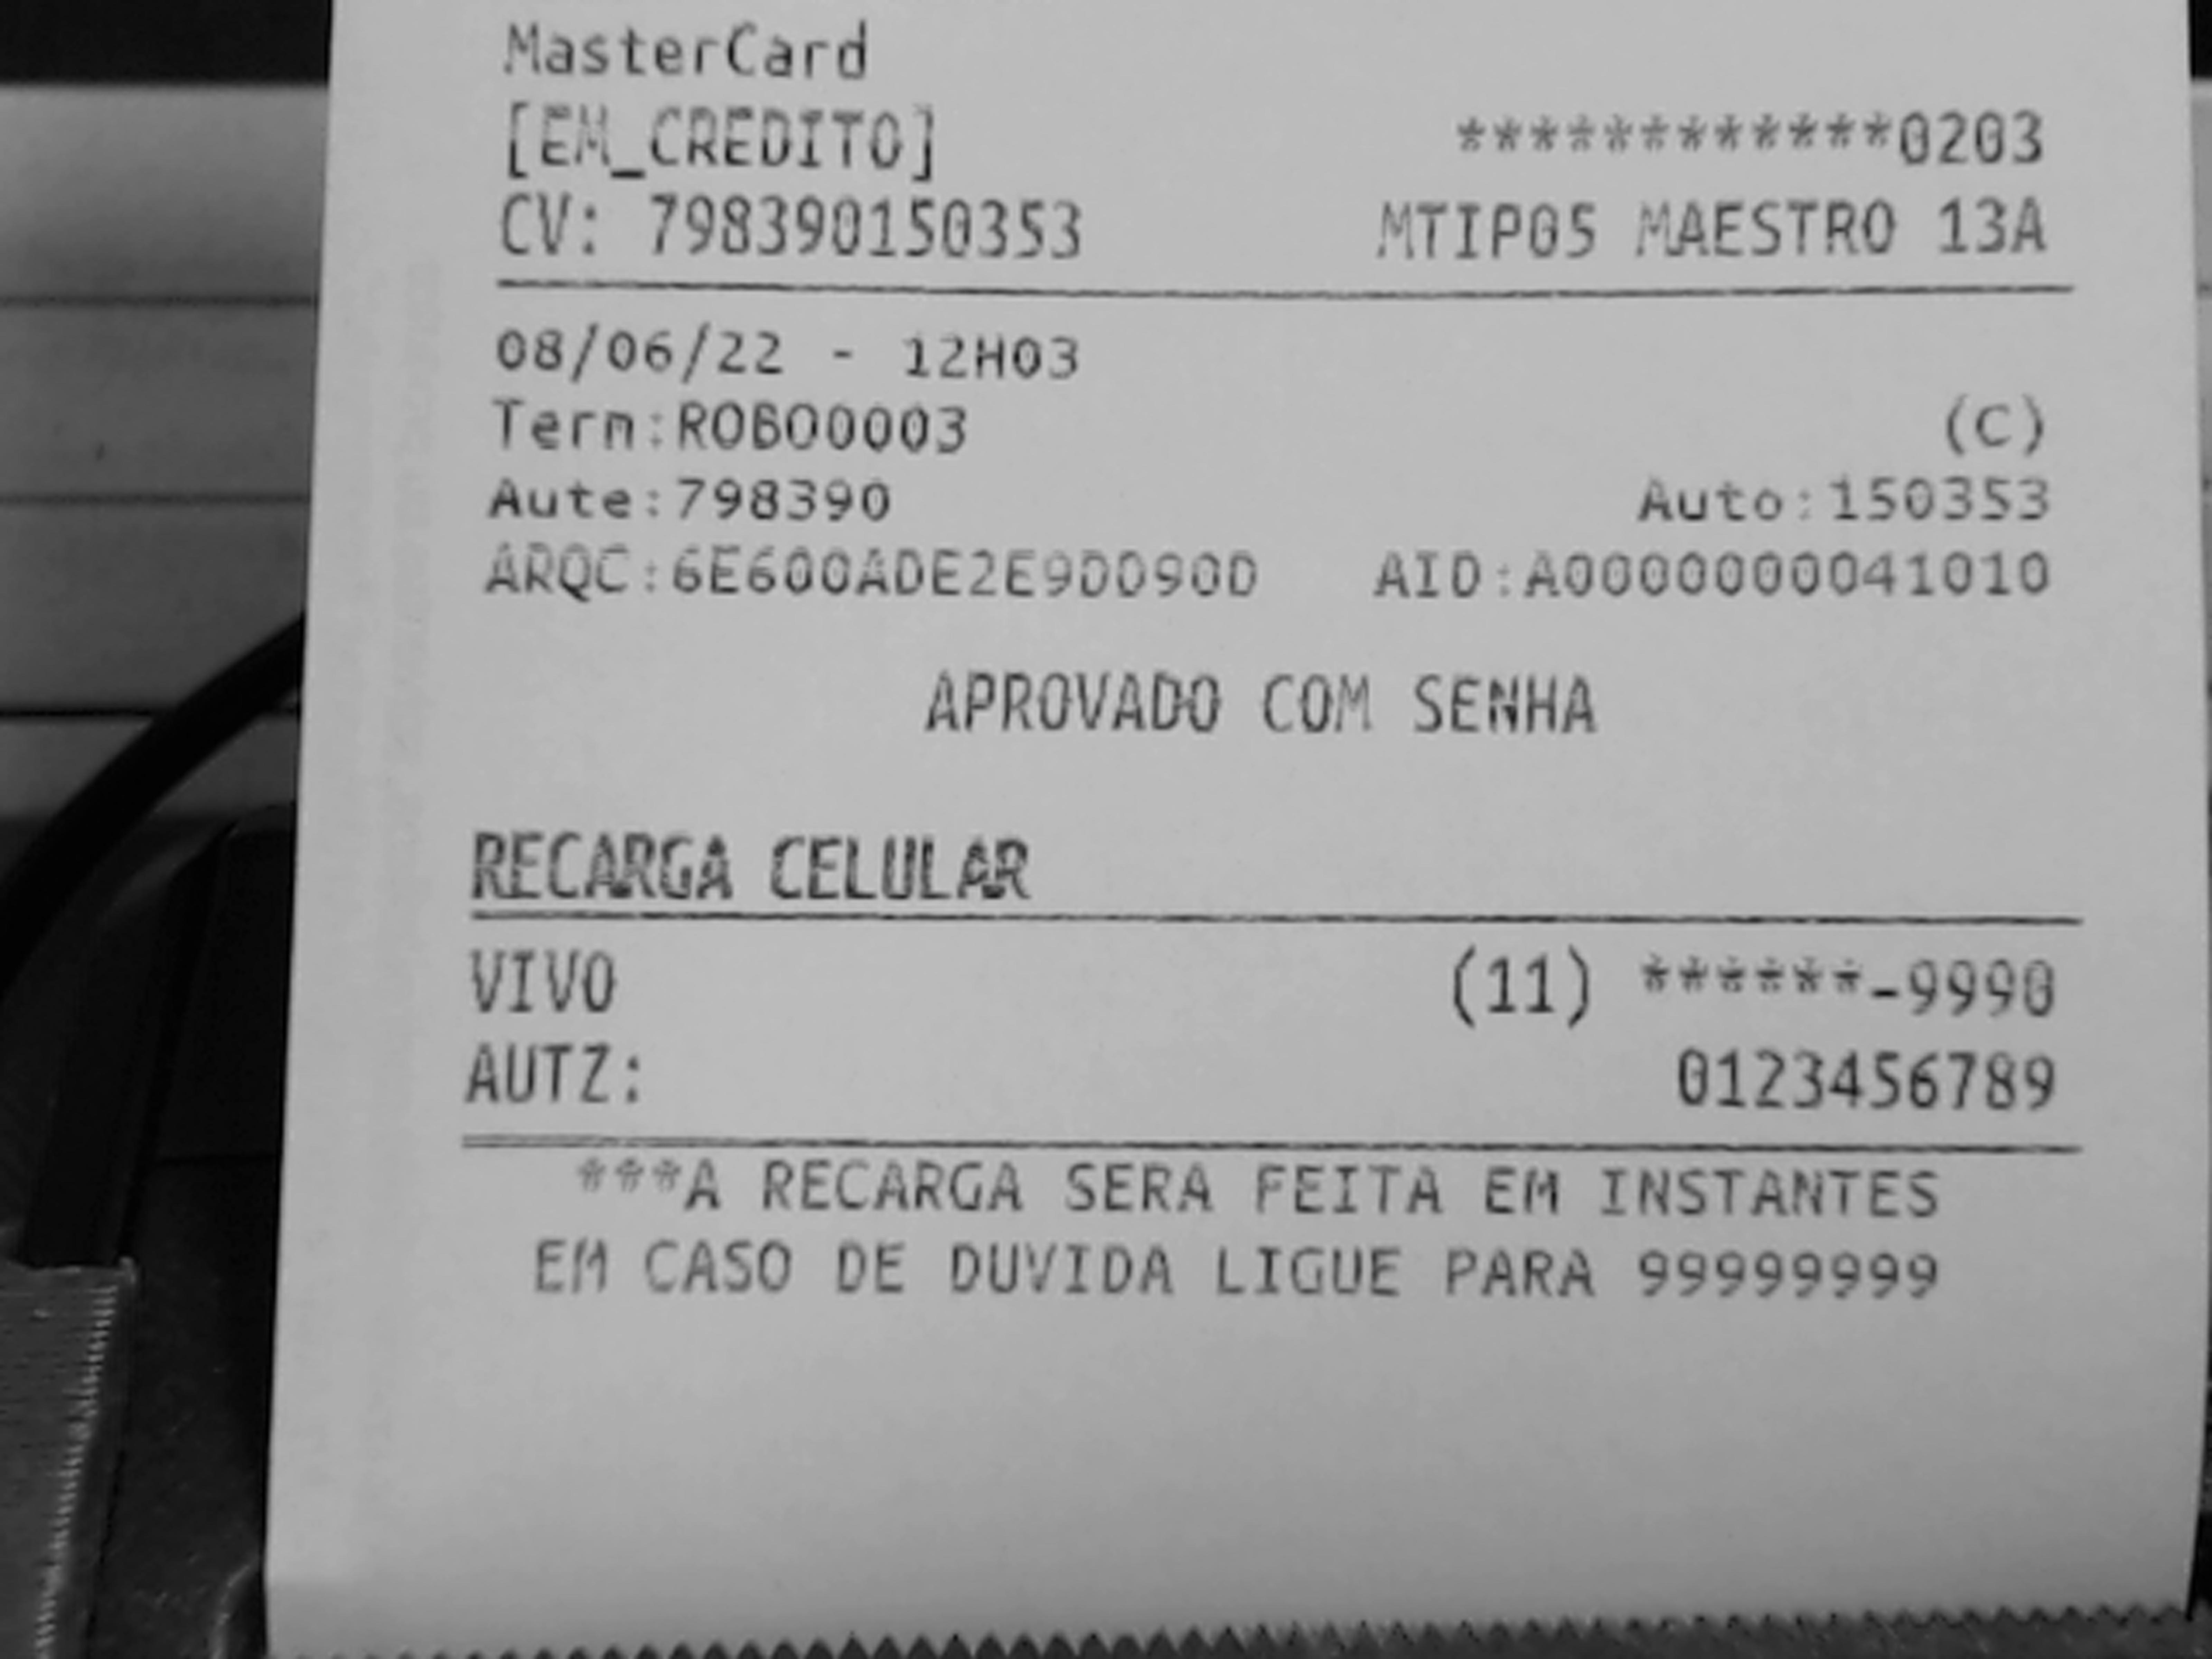 MasterCard
[EM_CREDITO] ************0203
CV: 798390150353 MTIP05 MAESTRO 13A
08/06/22 - 12H03
Term:ROBO0003 (C)
Aute:798390 Auto:150353
ARQC:6E600ADE2E9DD90D AID:A0000000041010
APROVADO COM SENHA
RECARGA CELULAR
VIVO (11) ******-9990
AUTZ: 0123456789
***A RECARGA SERA FEITA EM INSTANTES
EM CASO DE DUVIDA LIGUE PARA 99999999